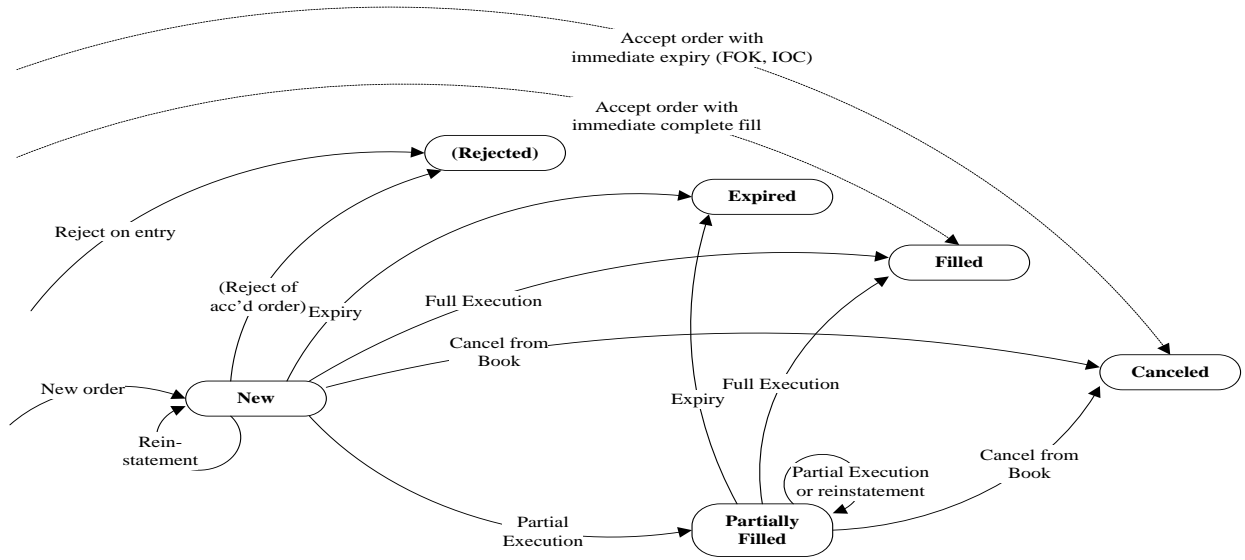 Accept order with
immediate expiry (FOK, IOC)
Accept order with
immediate complete fill
(Rejected)
Expired
Reject on entry
Filled
(Reject of
acc'd order)
Expiry
Full Execution
Cancel from
Book
Canceled
New order
New
Full Execution
Expiry
Rein-
statement
Cancel from
Book
Partial Execution
or reinstatement
Partial
Execution
Partially
Filled